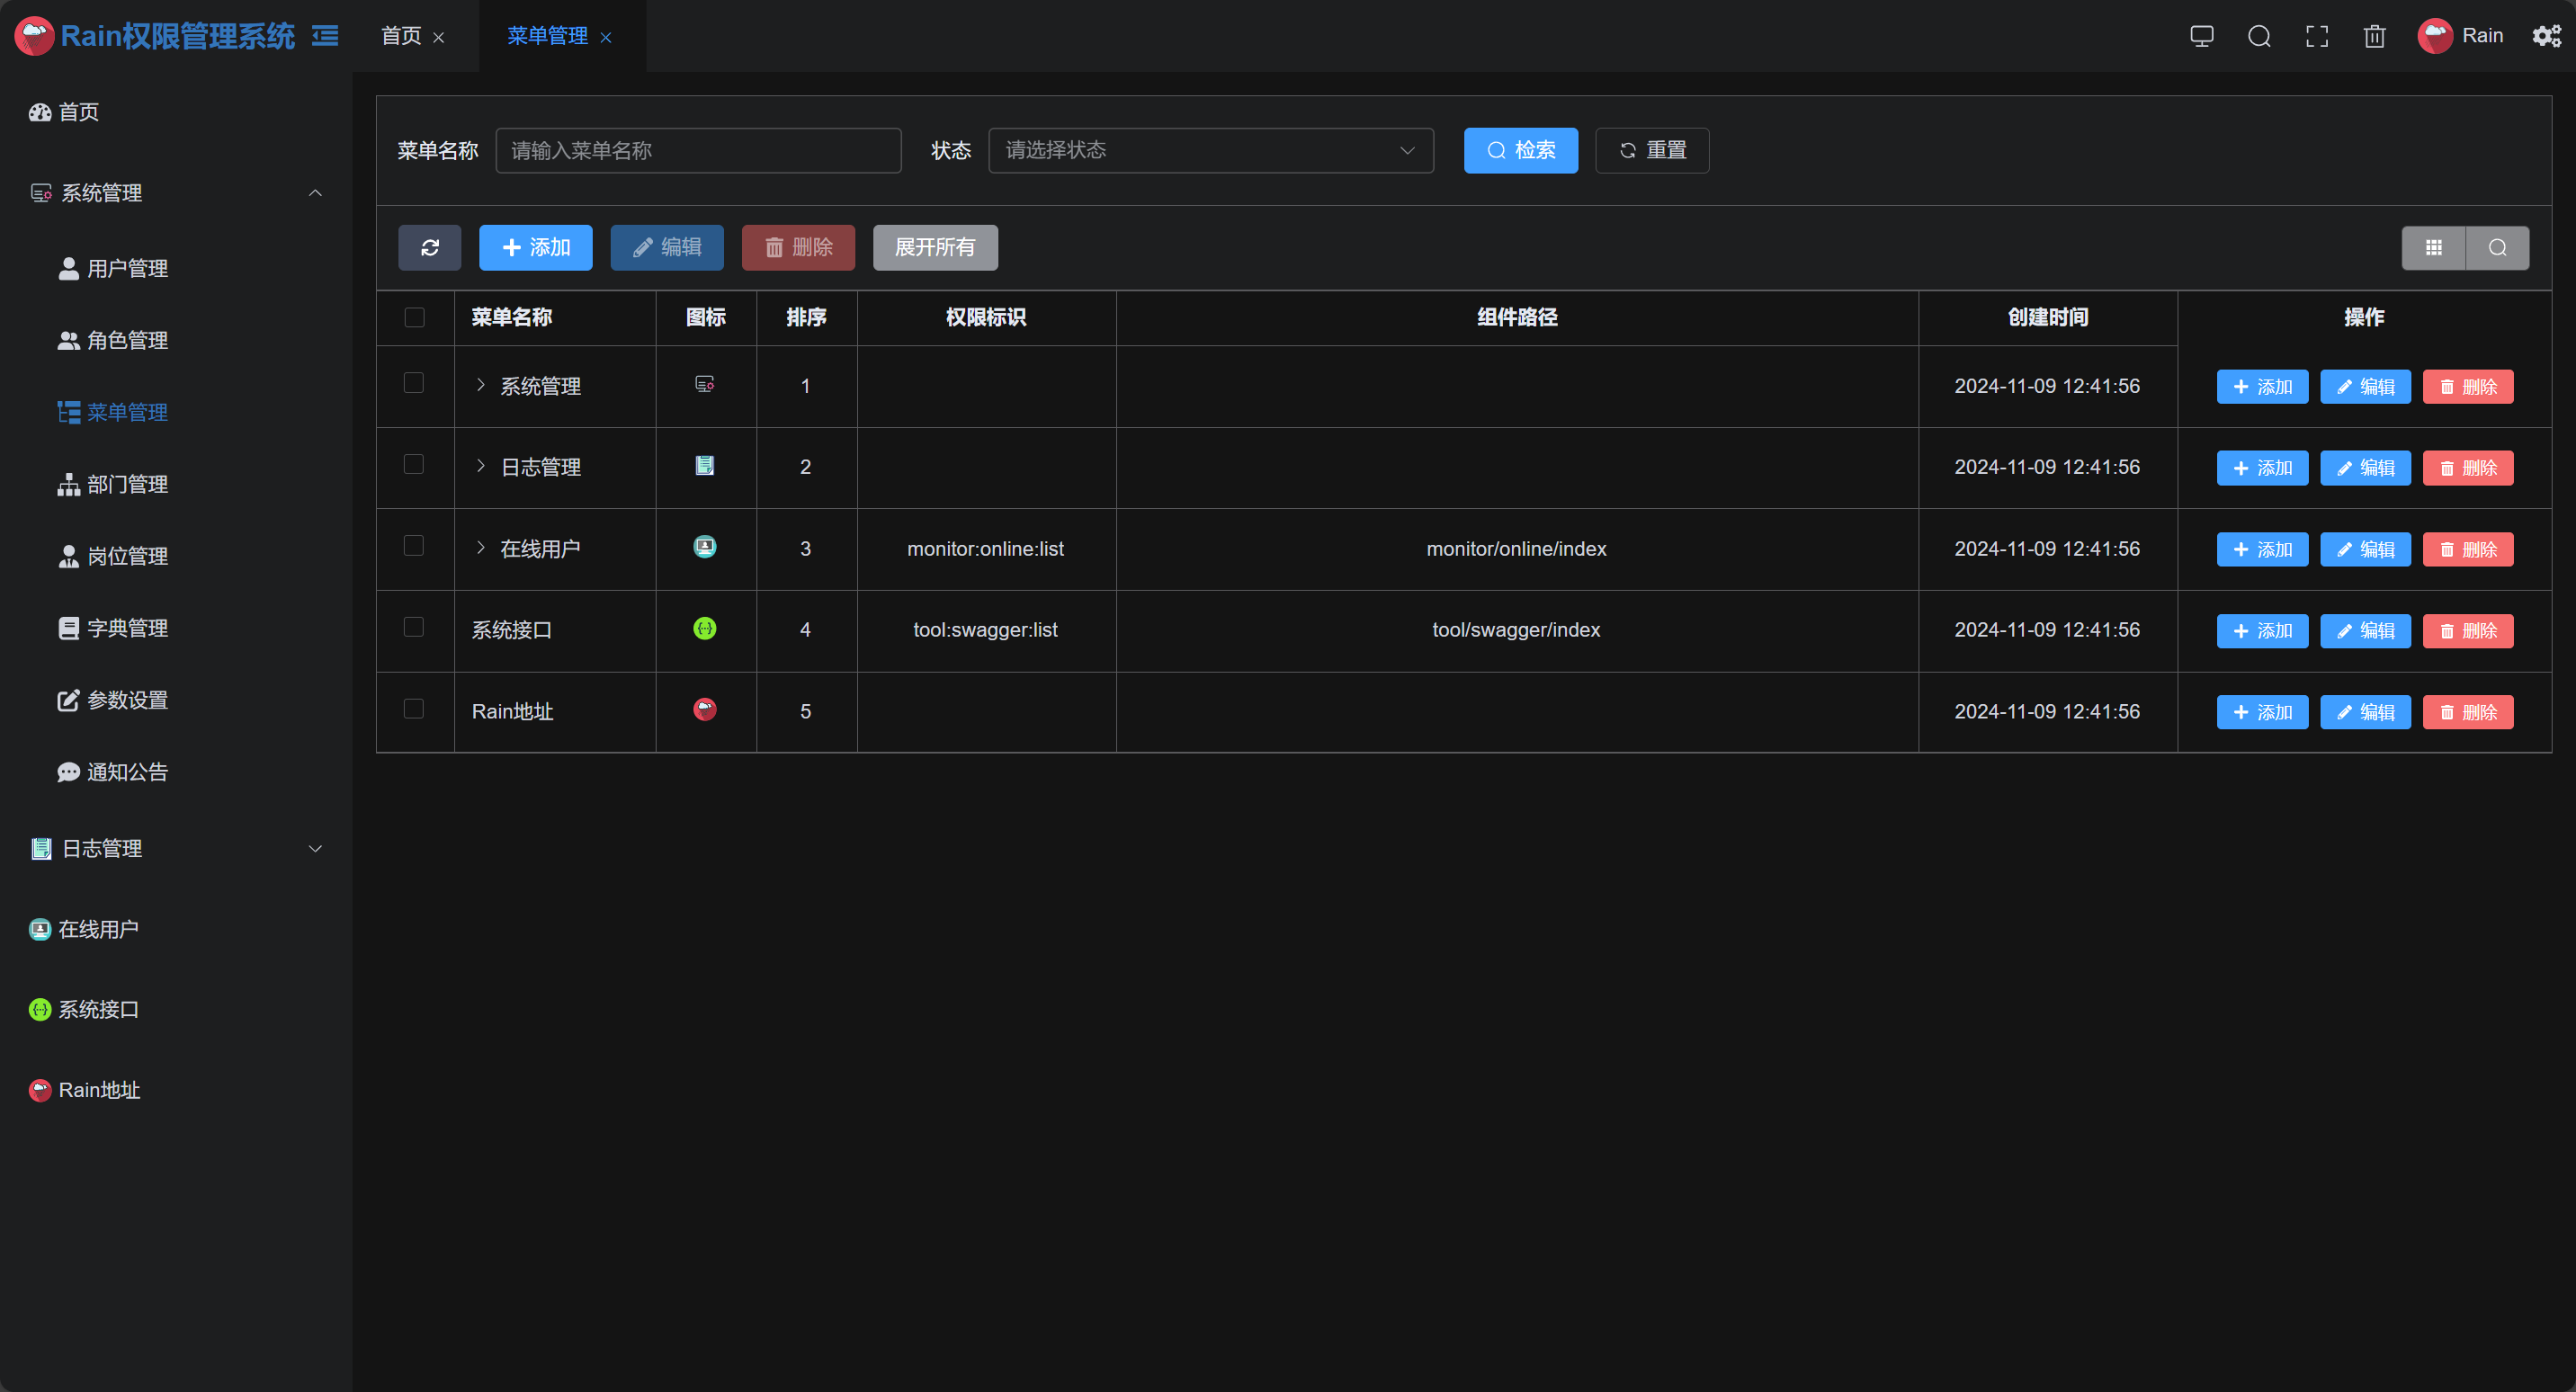 Rain权限管理系统
首页
菜单管理
Rain
首页
系统管理
用户管理
角色管理
菜单管理
部门管理
岗位管理
字典管理
参数设置
通知公告
日志管理
在线用户
系统接口
Rain地址
菜单名称 请输入菜单名称 状态 请选择状态 检索 重置
添加 编辑 删除 展开所有
菜单名称 图标 排序 权限标识 组件路径 创建时间 操作
系统管理 1 2024-11-09 12:41:56 添加 编辑 删除
日志管理 2 2024-11-09 12:41:56 添加 编辑 删除
在线用户 3 monitor:online:list monitor/online/index 2024-11-09 12:41:56 添加 编辑 删除
系统接口 4 tool:swagger:list tool/swagger/index 2024-11-09 12:41:56 添加 编辑 删除
Rain地址 5 2024-11-09 12:41:56 添加 编辑 删除